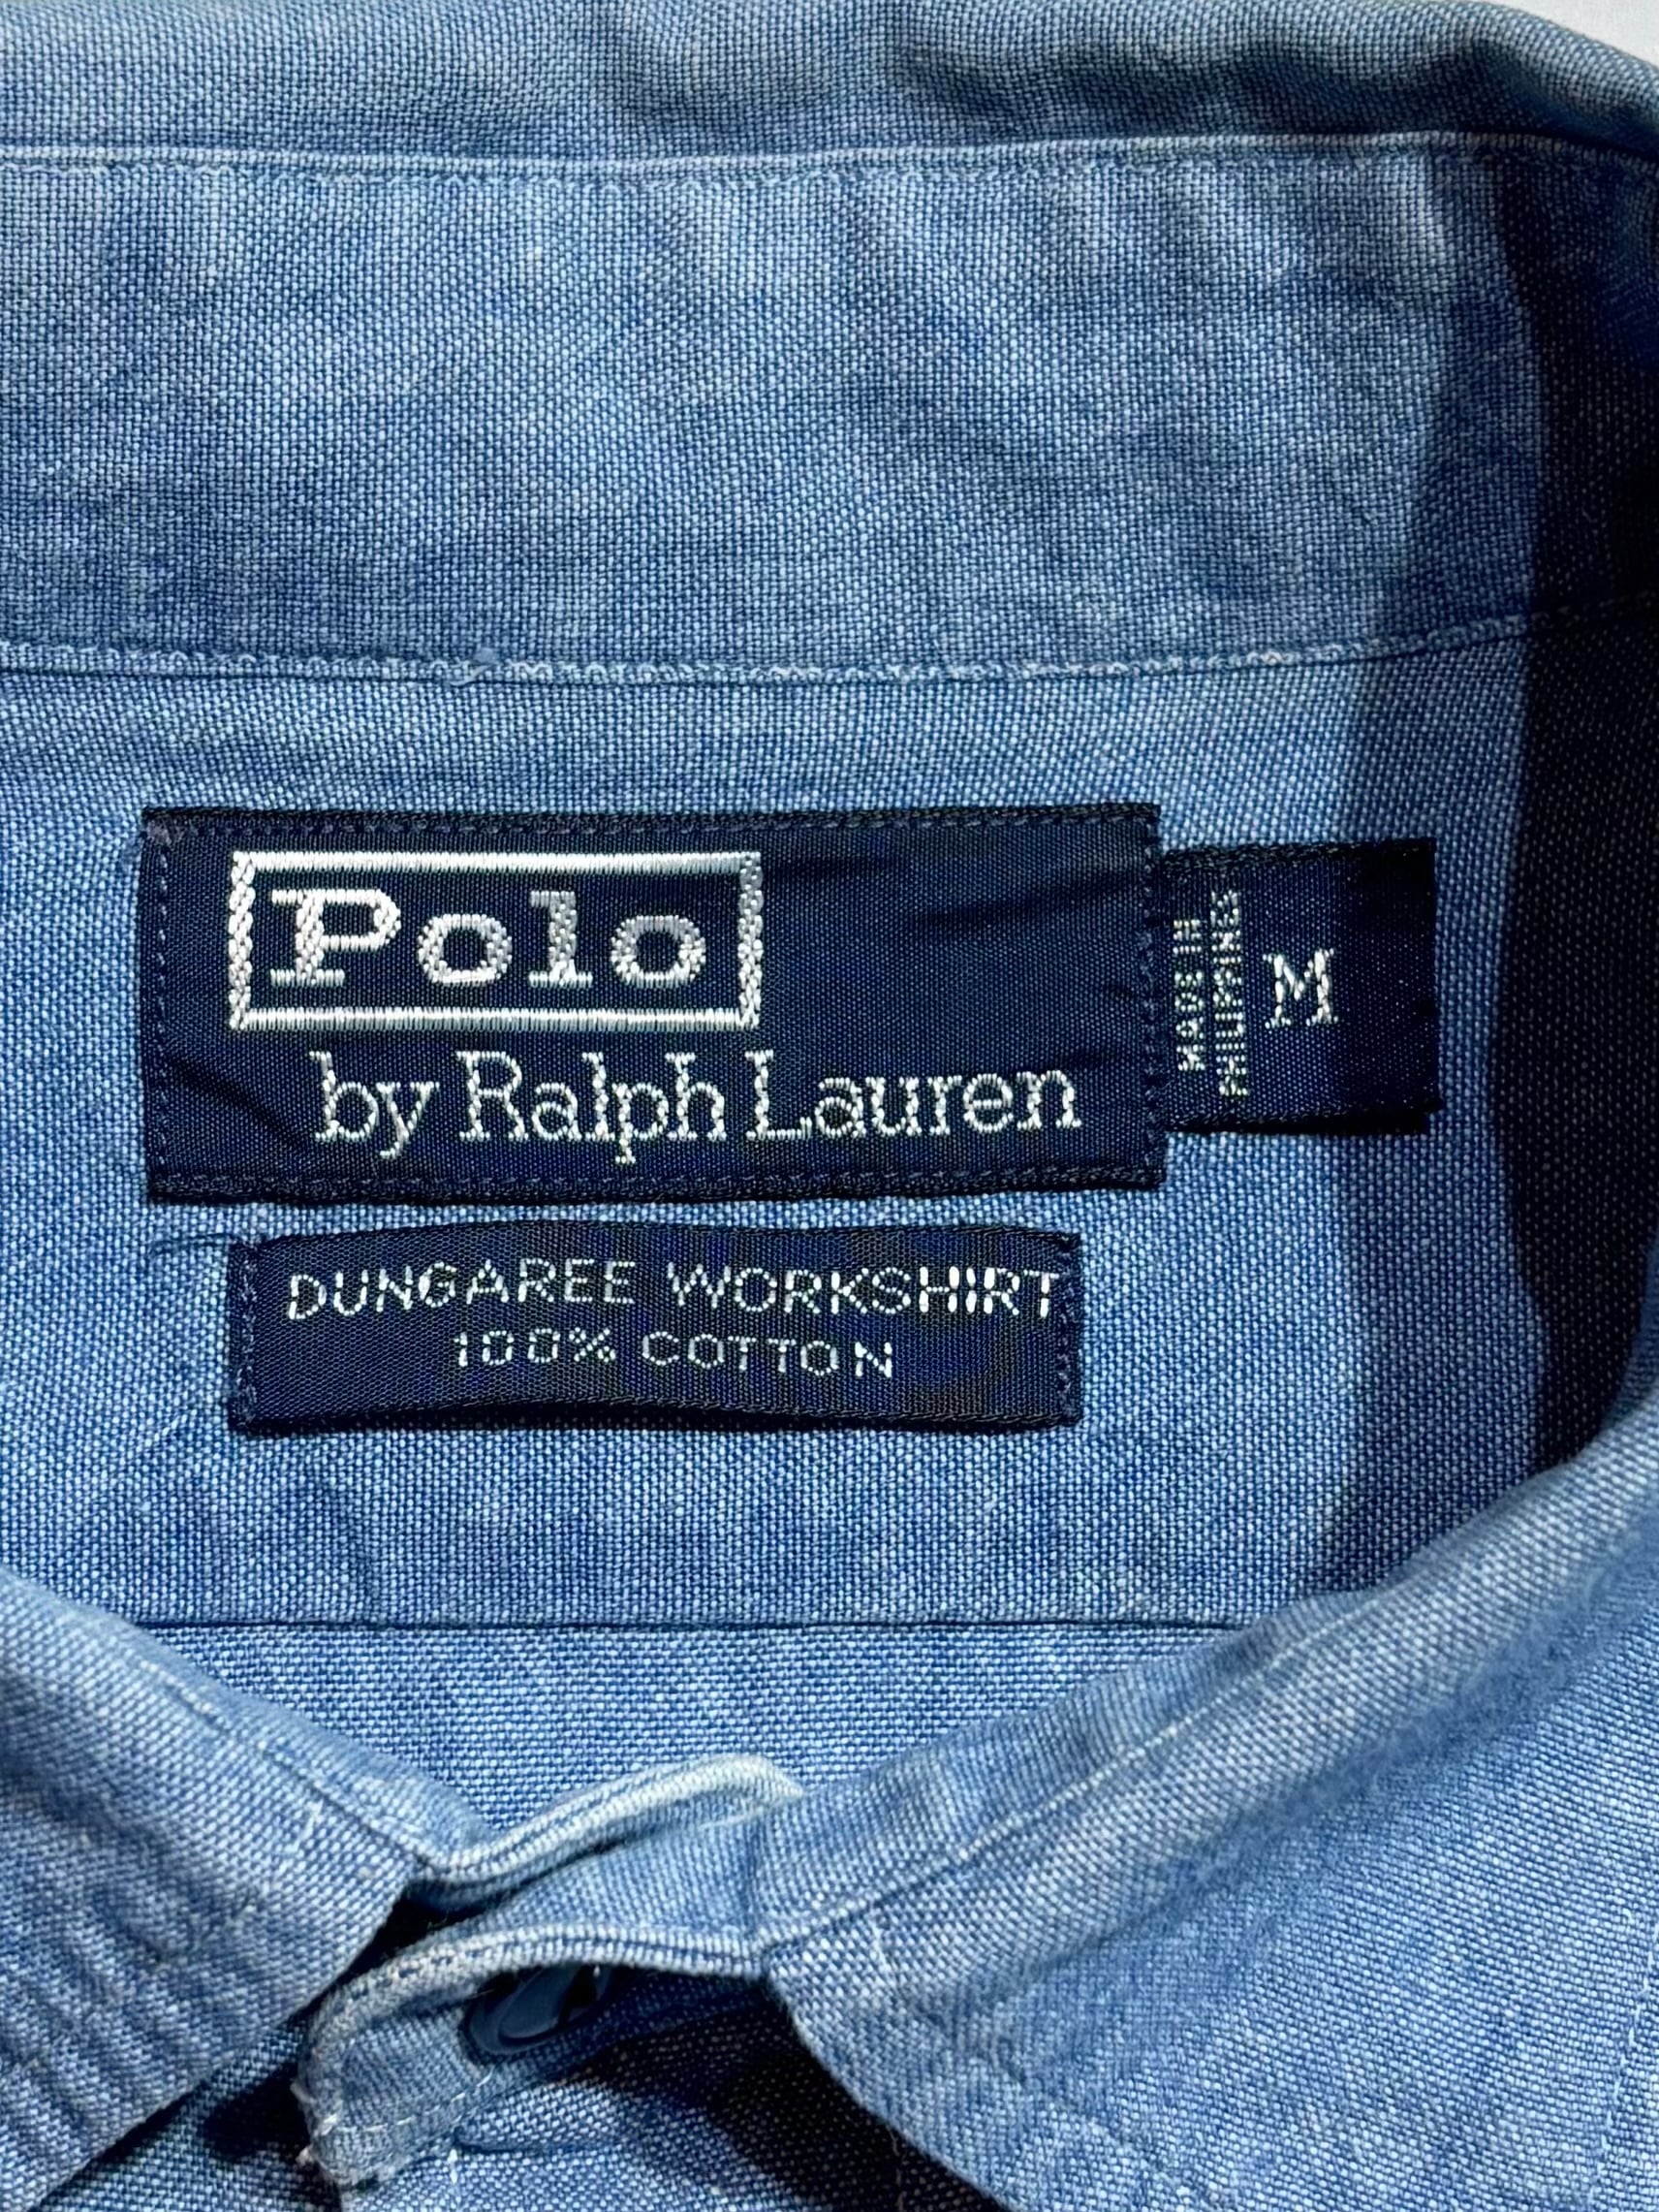 Polo
by Ralph Lauren
MADE IN
PHILIPPINES
M
DUNGAREE WORKSHIRT
100% COTTON